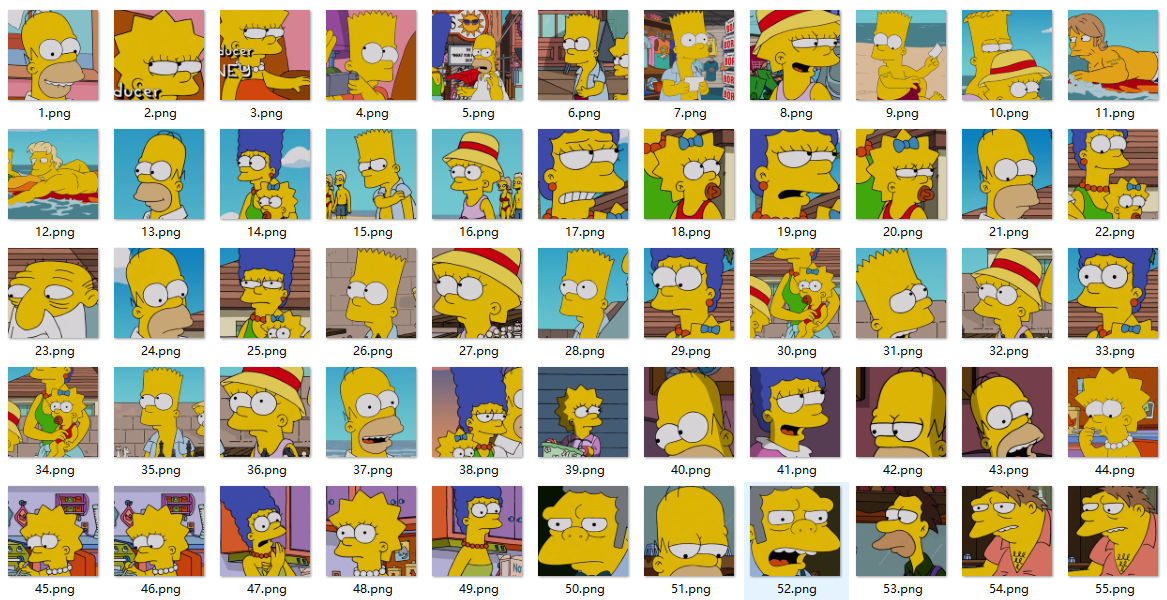 ducer
ducer
NEY
1.png 2.png 3.png 4.png 5.png 6.png 7.png 8.png 9.png 10.png 11.png
12.png 13.png 14.png 15.png 16.png 17.png 18.png 19.png 20.png 21.png 22.png
23.png 24.png 25.png 26.png 27.png 28.png 29.png 30.png 31.png 32.png 33.png
34.png 35.png 36.png 37.png 38.png 39.png 40.png 41.png 42.png 43.png 44.png
No
45.png 46.png 47.png 48.png 49.png 50.png 51.png 52.png 53.png 54.png 55.png